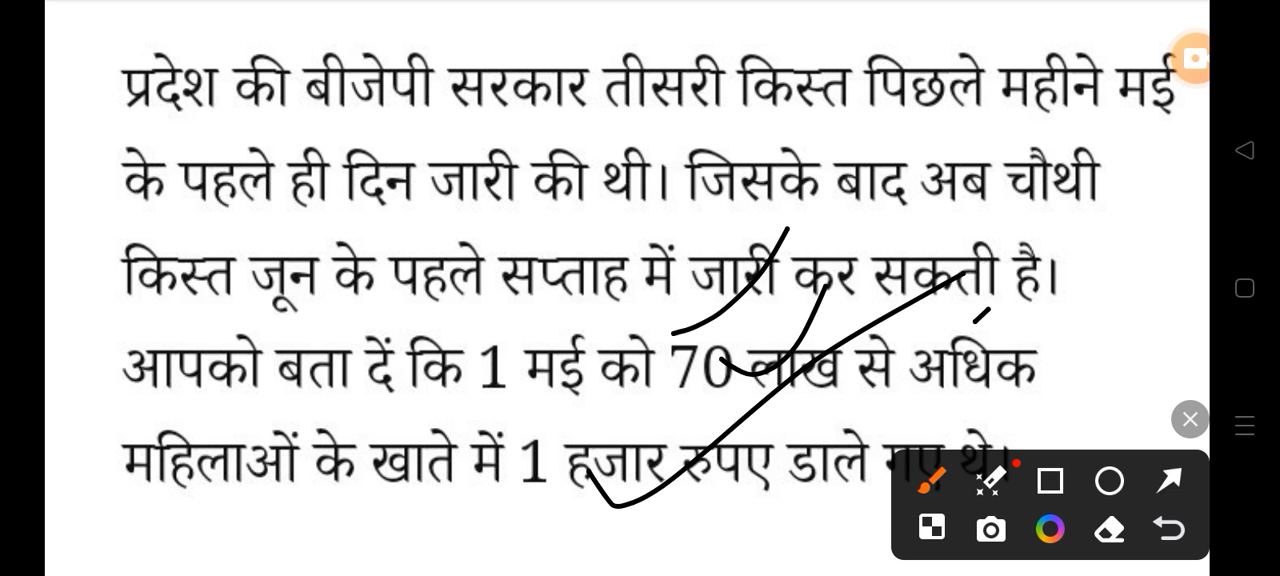 प्रदेश की बीजेपी सरकार तीसरी किस्त पिछले महीने मई
के पहले ही दिन जारी की थी। जिसके बाद अब चौथी
किस्त जून के पहले सप्ताह में जारी कर सकती है।
आपको बता दें कि 1 मई को 70 लाख से अधिक
महिलाओं के खाते में 1 हजार रुपए डाले गए थे।